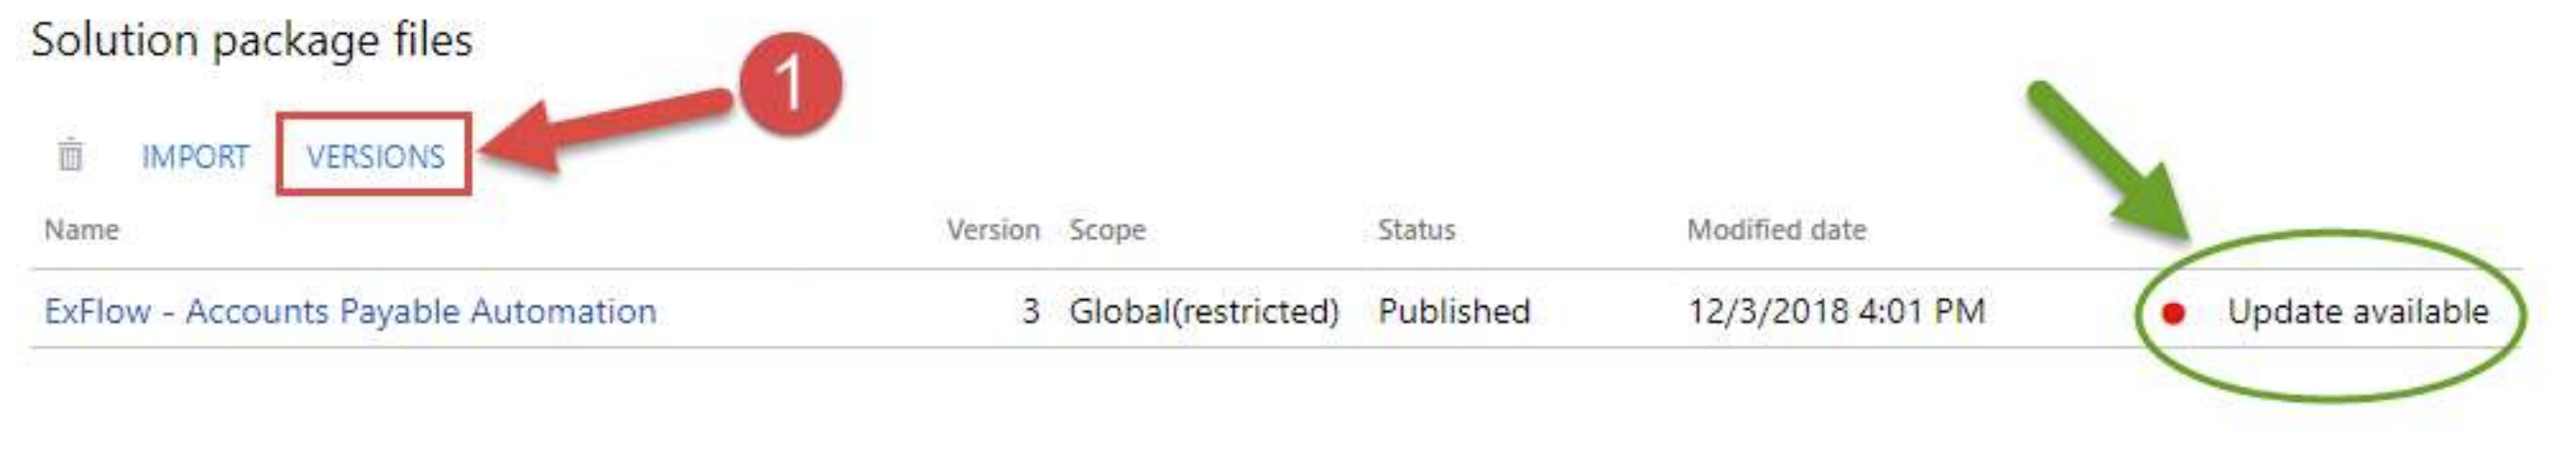 Solution package files
1
IMPORT VERSIONS
Name Version Scope Status Modified date
ExFlow - Accounts Payable Automation 3 Global(restricted) Published 12/3/2018 4:01 PM Update available